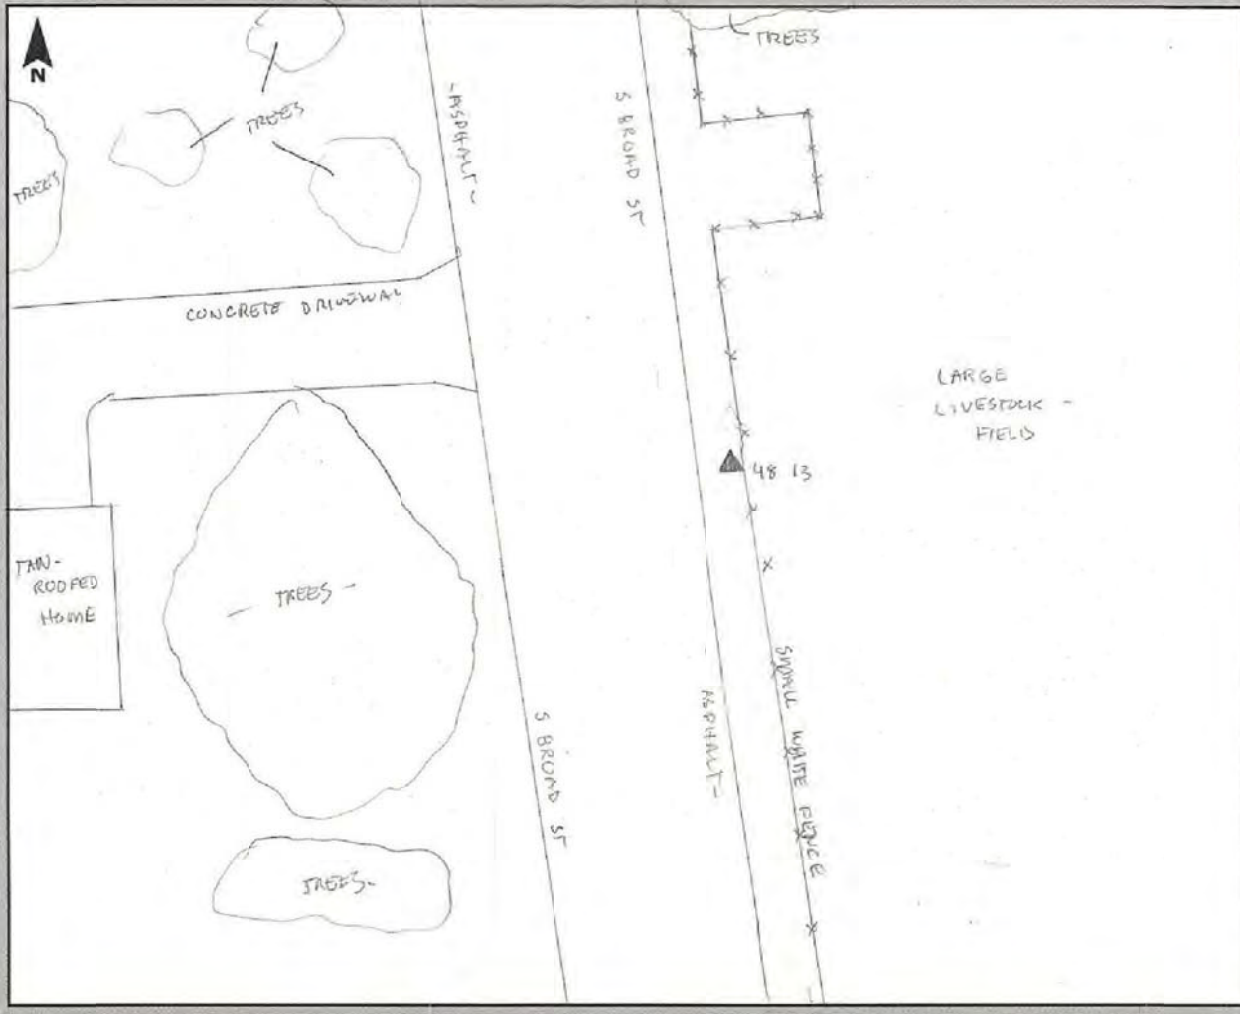 N
TREES
TREES
TREES
-ASPHALT-
S BROAD ST
CONCRETE DRIVEWAY
LARGE
LIVESTOCK -
FIELD
48 13
TAN-
ROOFED
HOME
- TREES -
SMALL WHITE FENCE
ASPHALT-
S BROAD ST
TREES-